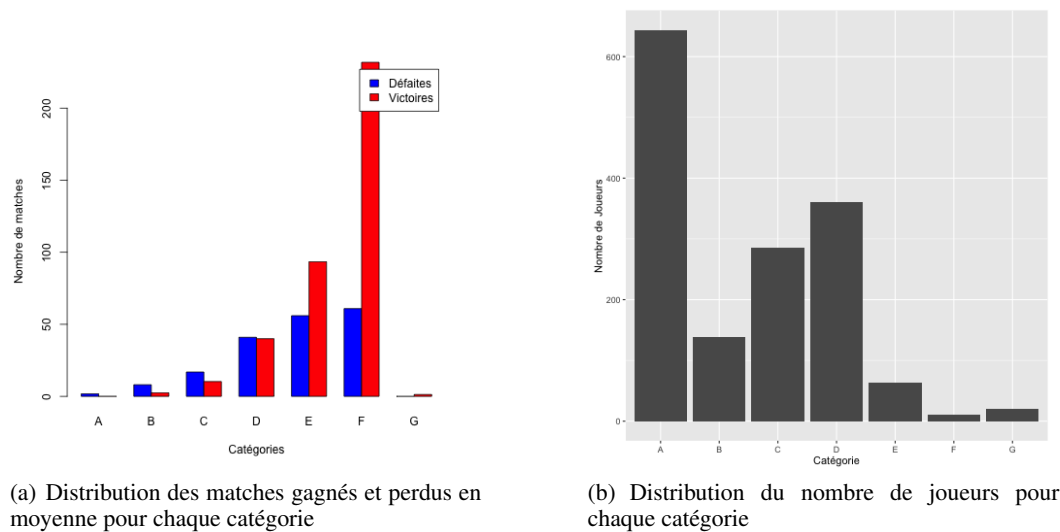 Nombre de matches
200
150
100
50
0
Défaites
Victoires
A B C D E F G
Catégories
(a) Distribution des matches gagnés et perdus en
moyenne pour chaque catégorie
Nombre de Joueurs
600
400
200
0
A B C D E F G
Catégorie
(b) Distribution du nombre de joueurs pour
chaque catégorie